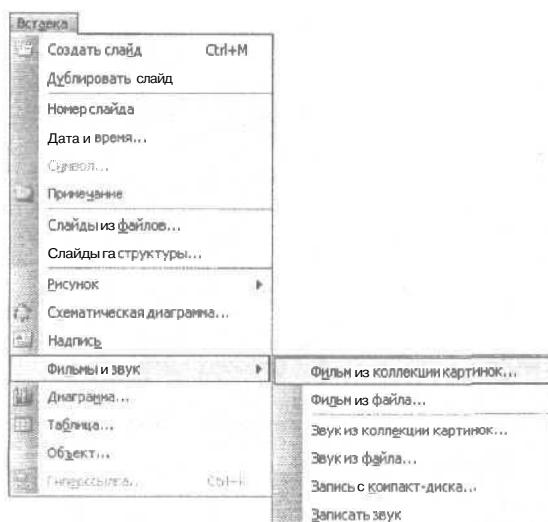 Вставка
Создать слайд Ctrl+M
Дублировать слайд
Номер слайда
Дата и время...
Символ...
Примечание
Слайды из файлов...
Слайды га структуры...
Рисунок
Схематическая диаграмма...
Надпись
Фильмы и звук
Диаграмма...
Таблица...
Объект...
Гиперссылка...
Фильм из коллекции картинок...
Фильм из файла...
Звук из коллекции картинок...
Звук из файла...
Запись с компакт-диска...
Записать звук